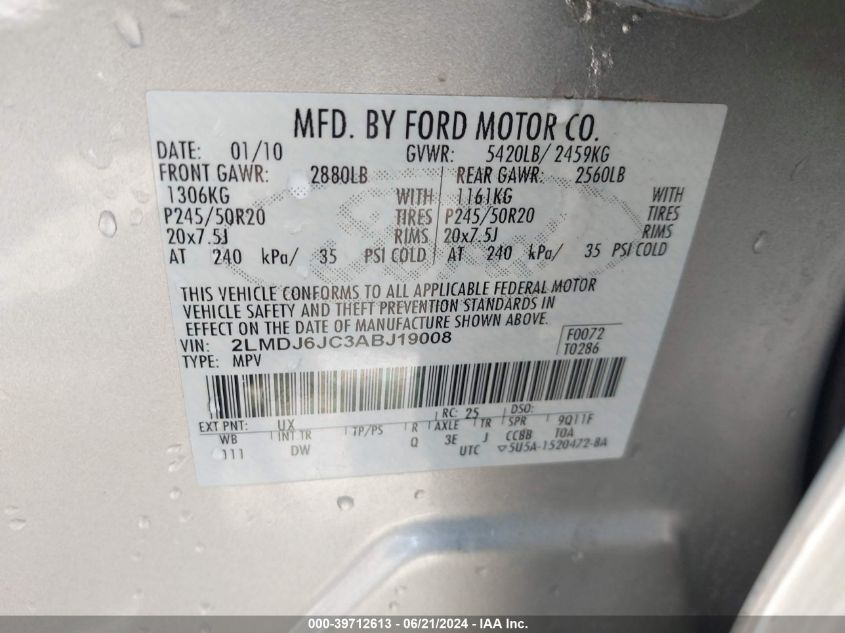 MFD. BY FORD MOTOR CO.
DATE: 01/10 GVWR: 5420LB/ 2459KG
FRONT GAWR: 2880LB REAR GAWR: 2560LB
1306KG WITH 1161KG WITH
P245/50R20 TIRES P245/50R20 TIRES
20x7.5J RIMS 20x7.5J RIMS
AT 240 kPa/ 35 PSI COLD AT 240 kPa/ 35 PSI COLD
THIS VEHICLE CONFORMS TO ALL APPLICABLE FEDERAL MOTOR
VEHICLE SAFETY AND THEFT PREVENTION STANDARDS IN
EFFECT ON THE DATE OF MANUFACTURE SHOWN ABOVE.
VIN: 2LMDJ6JC3ABJ19008 F0072
TYPE: MPV T0286
EXT PNT: UX RC: 25 DSO: 9Q11F
WB INT TR TP/PS R AXLE TR SPR TOA
111 DW Q 3E J CCBB
UTC ▽5U5A-1520472-BA
000-39712613 - 06/21/2024 - IAA Inc.